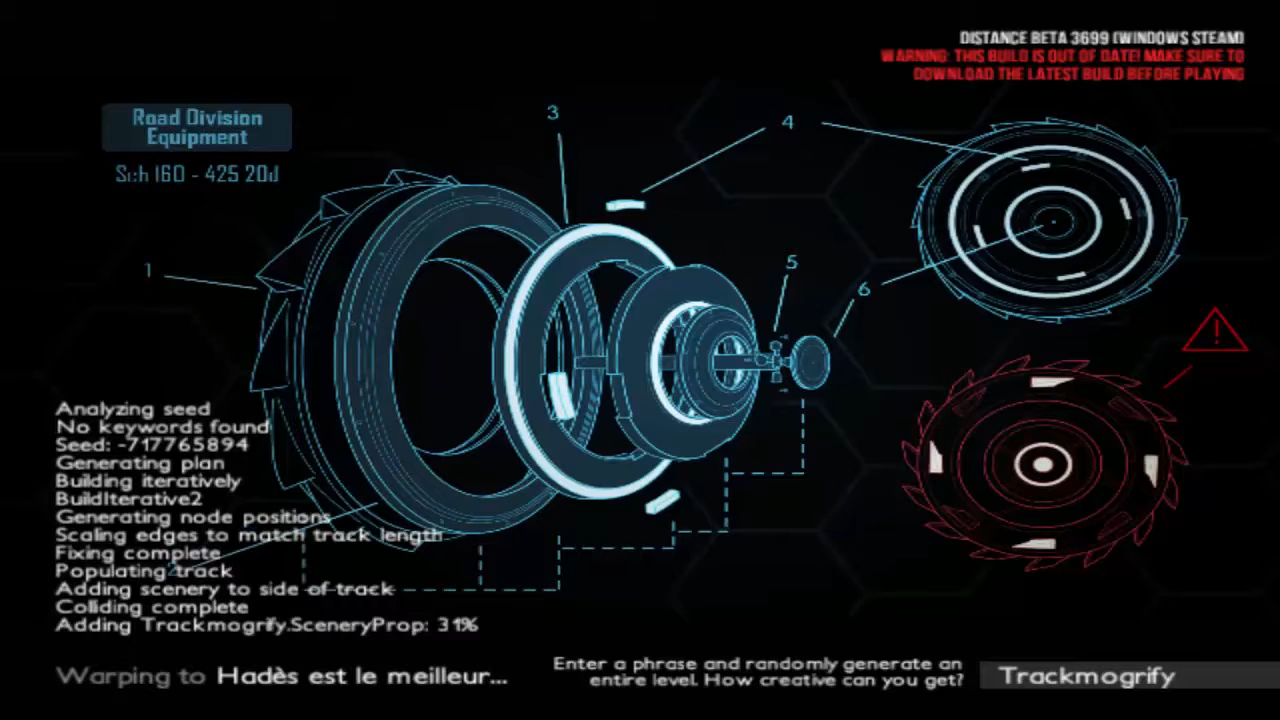 DISTANCE BETA 3699 (WINDOWS STEAM)
WARNING: THIS BUILD IS OUT OF DATE! MAKE SURE TO
DOWNLOAD THE LATEST BUILD BEFORE PLAYING
Road Division
Equipment
Sch 160 - 425 20d
3
4
1
5
6
2
Analyzing seed
No keywords found
Seed: -717765894
Generating plan
Building iteratively
BuildIterative2
Generating node positions
Scaling edges to match track length
Fixing complete
Populating track
Adding scenery to side of track
Colliding complete
Adding Trackmogrify.SceneryProp: 31%
Warping to Hadès est le meilleur...
Enter a phrase and randomly generate an
entire level. How creative can you get?
Trackmogrify